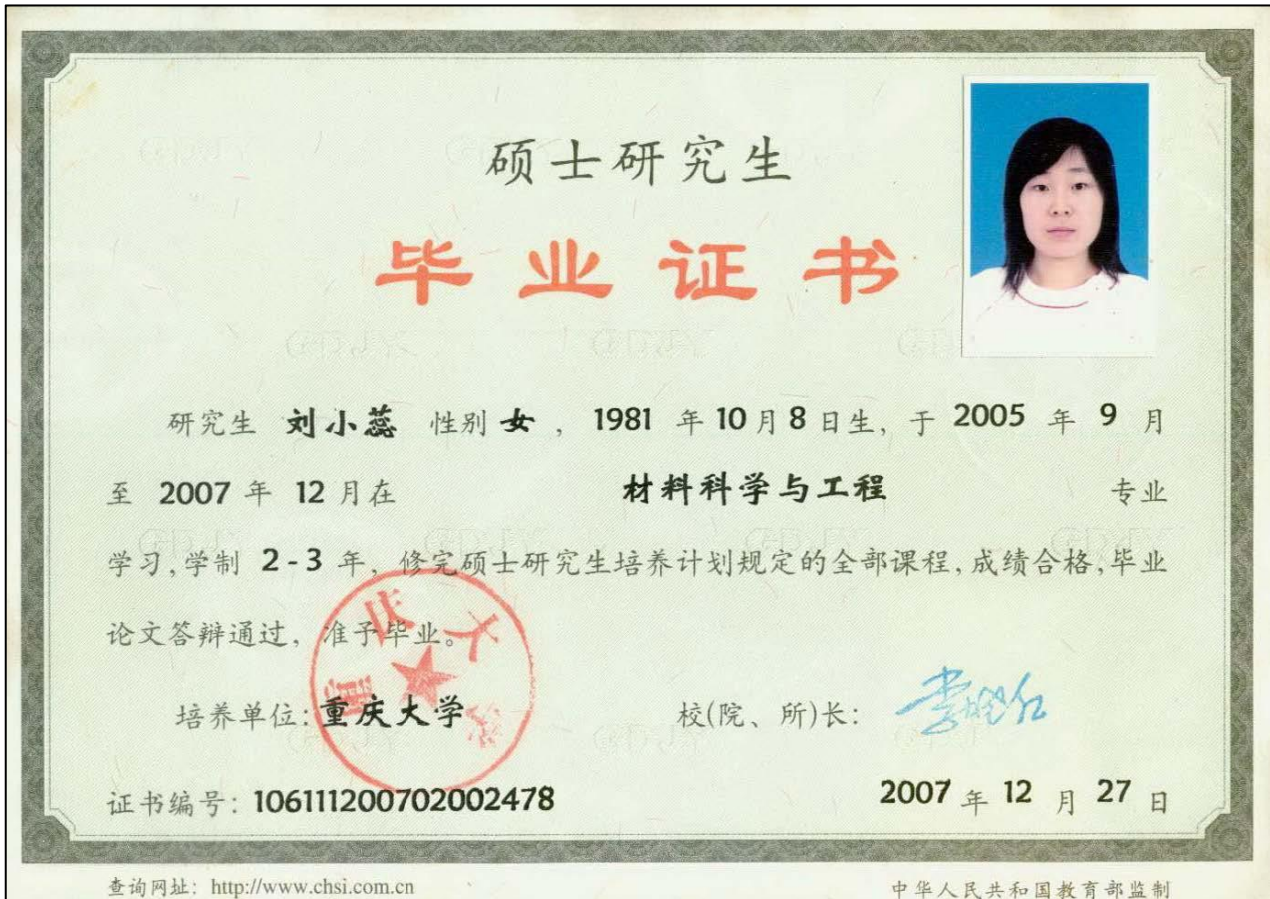 硕士研究生
毕业证书
研究生 刘小蕊 性别 女 , 1981 年 10 月 8 日生, 于 2005 年 9 月
至 2007 年 12 月在 材料科学与工程 专业
学习,学制 2-3 年, 修完硕士研究生培养计划规定的全部课程,成绩合格,毕业
论文答辩通过, 准予毕业。
培养单位: 重庆大学 校(院、所)长:
证书编号: 106111200702002478 2007 年 12 月 27 日
查询网址: http://www.chsi.com.cn 中华人民共和国教育部监制